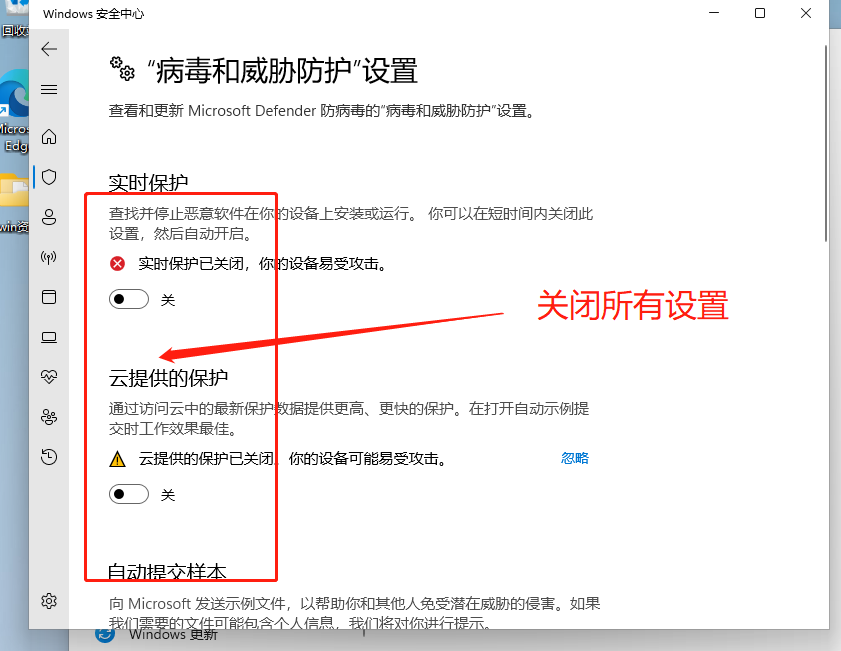 Windows 安全中心
回收
“病毒和威胁防护”设置
查看和更新 Microsoft Defender 防病毒的“病毒和威胁防护”设置。
Edg
实时保护
查找并停止恶意软件在你的设备上安装或运行。 你可以在短时间内关闭此
设置，然后自动开启。
实时保护已关闭，你的设备易受攻击。
关
关闭所有设置
云提供的保护
通过访问云中的最新保护数据提供更高、更快的保护。在打开自动示例提
交时工作效果最佳。
云提供的保护已关闭，你的设备可能易受攻击。
忽略
关
自动提交样本
向 Microsoft 发送示例文件，以帮助你和其他人免受潜在威胁的侵害。如果
我们需要的文件可能包含个人信息，我们将对你进行提示。
Windows 更新